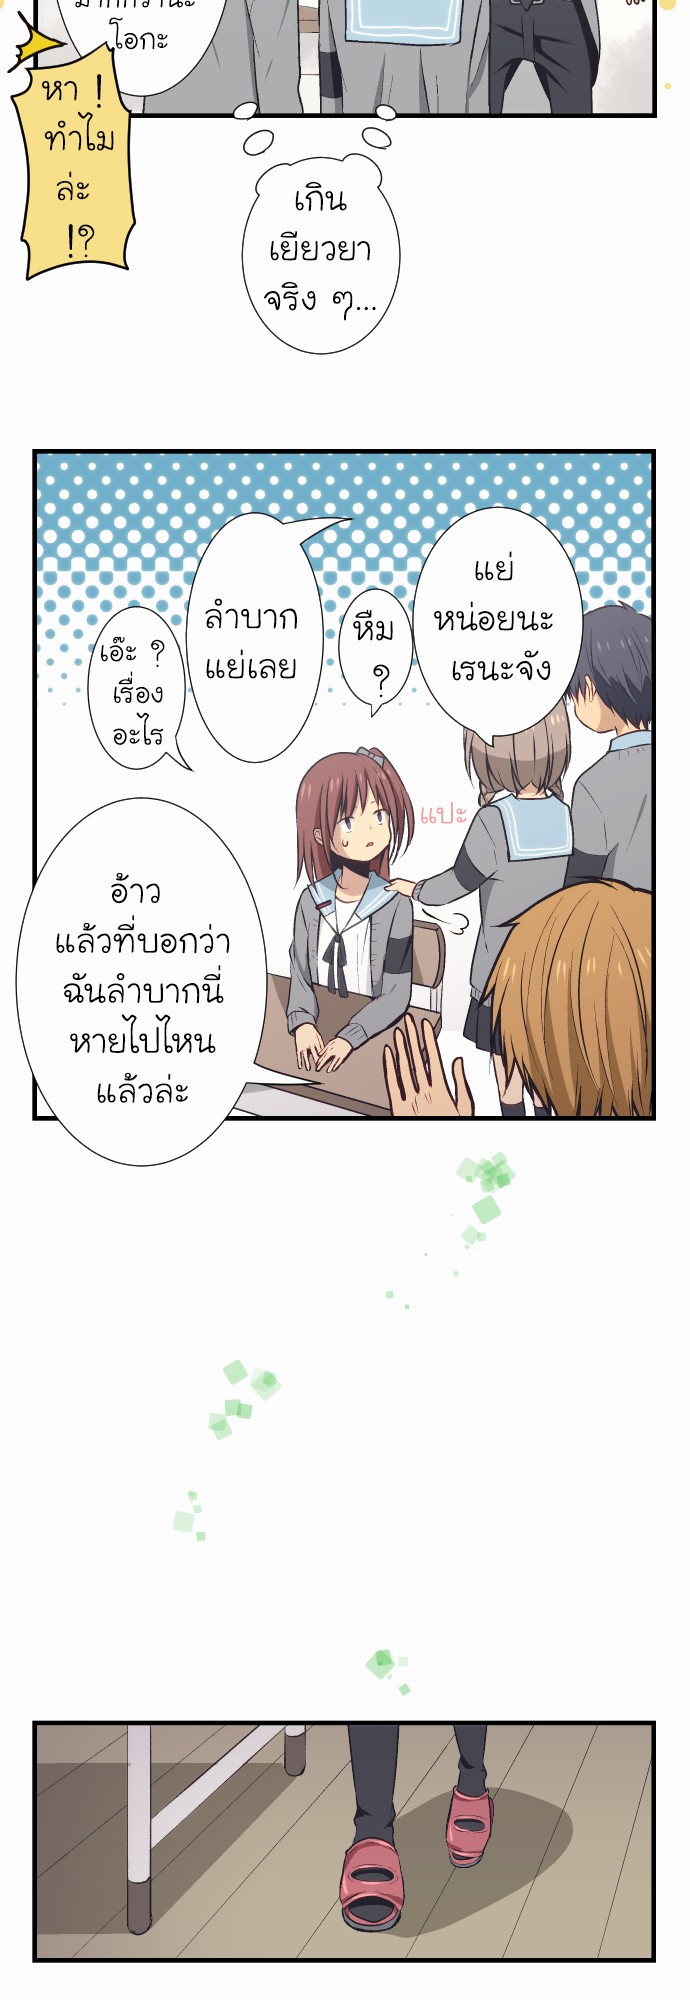 โอกะ
หา !
ทำไม
ล่ะ
!?
เกิน
เยียวยา
จริง ๆ...
แย่
หน่อยนะ
เรนะจัง
หืม
?
ลำบาก
แย่เลย
เอ๊ะ ?
เรื่อง
อะไร
แปะ
อ้าว
แล้วที่บอกว่า
ฉันลำบากนี่
หายไปไหน
แล้วล่ะ